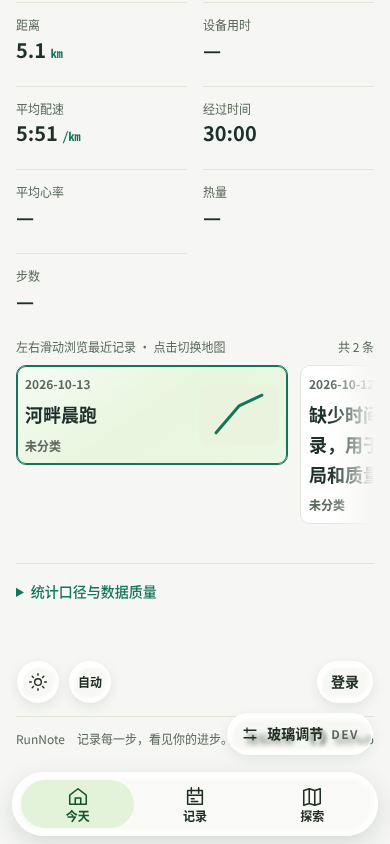 距离
5.1 km
设备用时
—
平均配速
5:51 /km
经过时间
30:00
平均心率
—
热量
—
步数
—
左右滑动浏览最近记录 · 点击切换地图
共 2 条
2026-10-13
河畔晨跑
未分类
2026-10-1
缺少时
录，用
局和质
未分类
▶ 统计口径与数据质量
自动
登录
RunNote 记录每一步，看见你的进步。
玻璃调节 DEV
今天
记录
探索